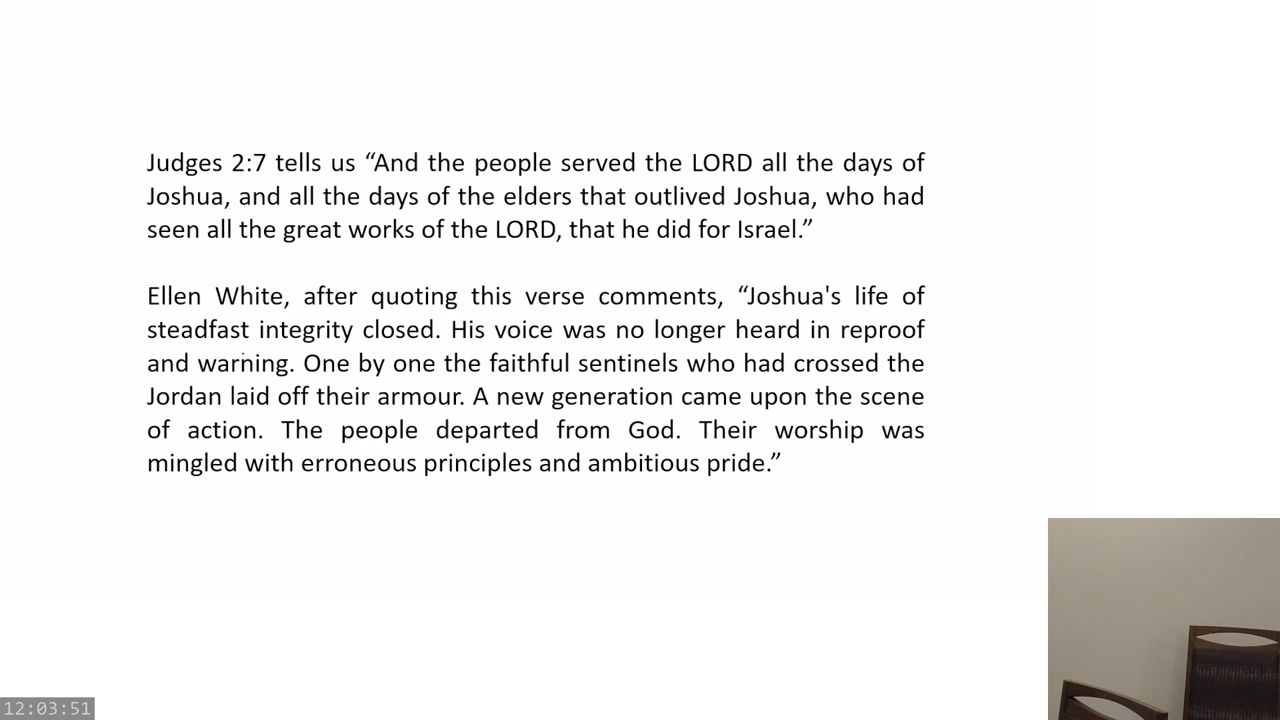 Judges 2:7 tells us “And the people served the LORD all the days of
Joshua, and all the days of the elders that outlived Joshua, who had
seen all the great works of the LORD, that he did for Israel.”
Ellen White, after quoting this verse comments, “Joshua's life of
steadfast integrity closed. His voice was no longer heard in reproof
and warning. One by one the faithful sentinels who had crossed the
Jordan laid off their armour. A new generation came upon the scene
of action. The people departed from God. Their worship was
mingled with erroneous principles and ambitious pride.”
12:03:51